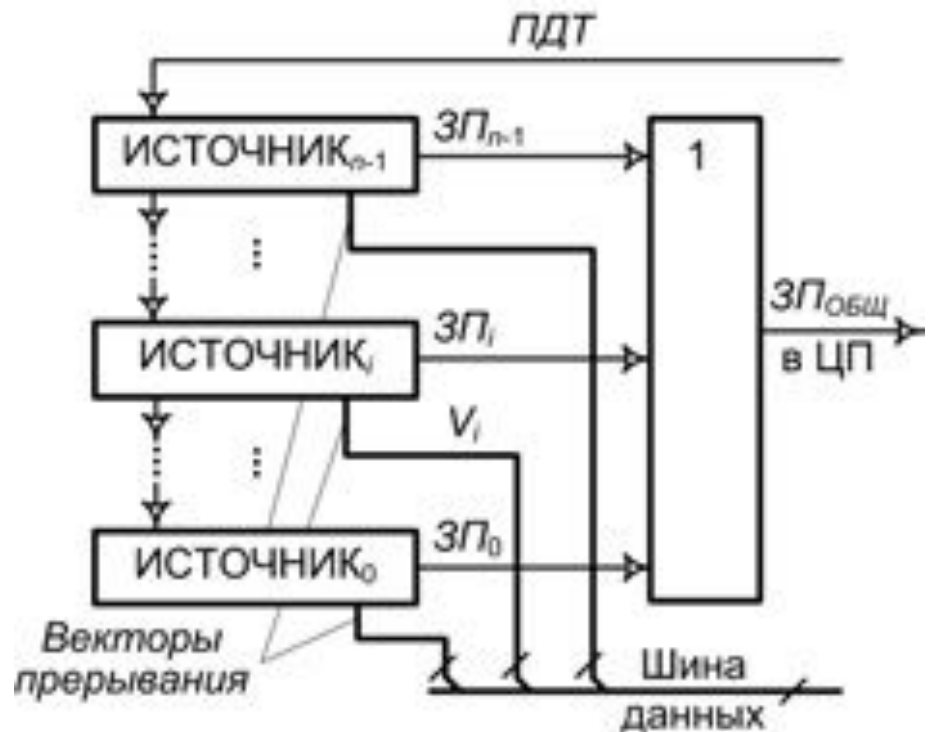 ПДТ
ИСТОЧНИКn-1
ЗПn-1
1
ИСТОЧНИКi
ЗПi
ЗПОБЩ
в ЦП
Vi
ИСТОЧНИК0
ЗП0
Векторы
прерывания
Шина
данных